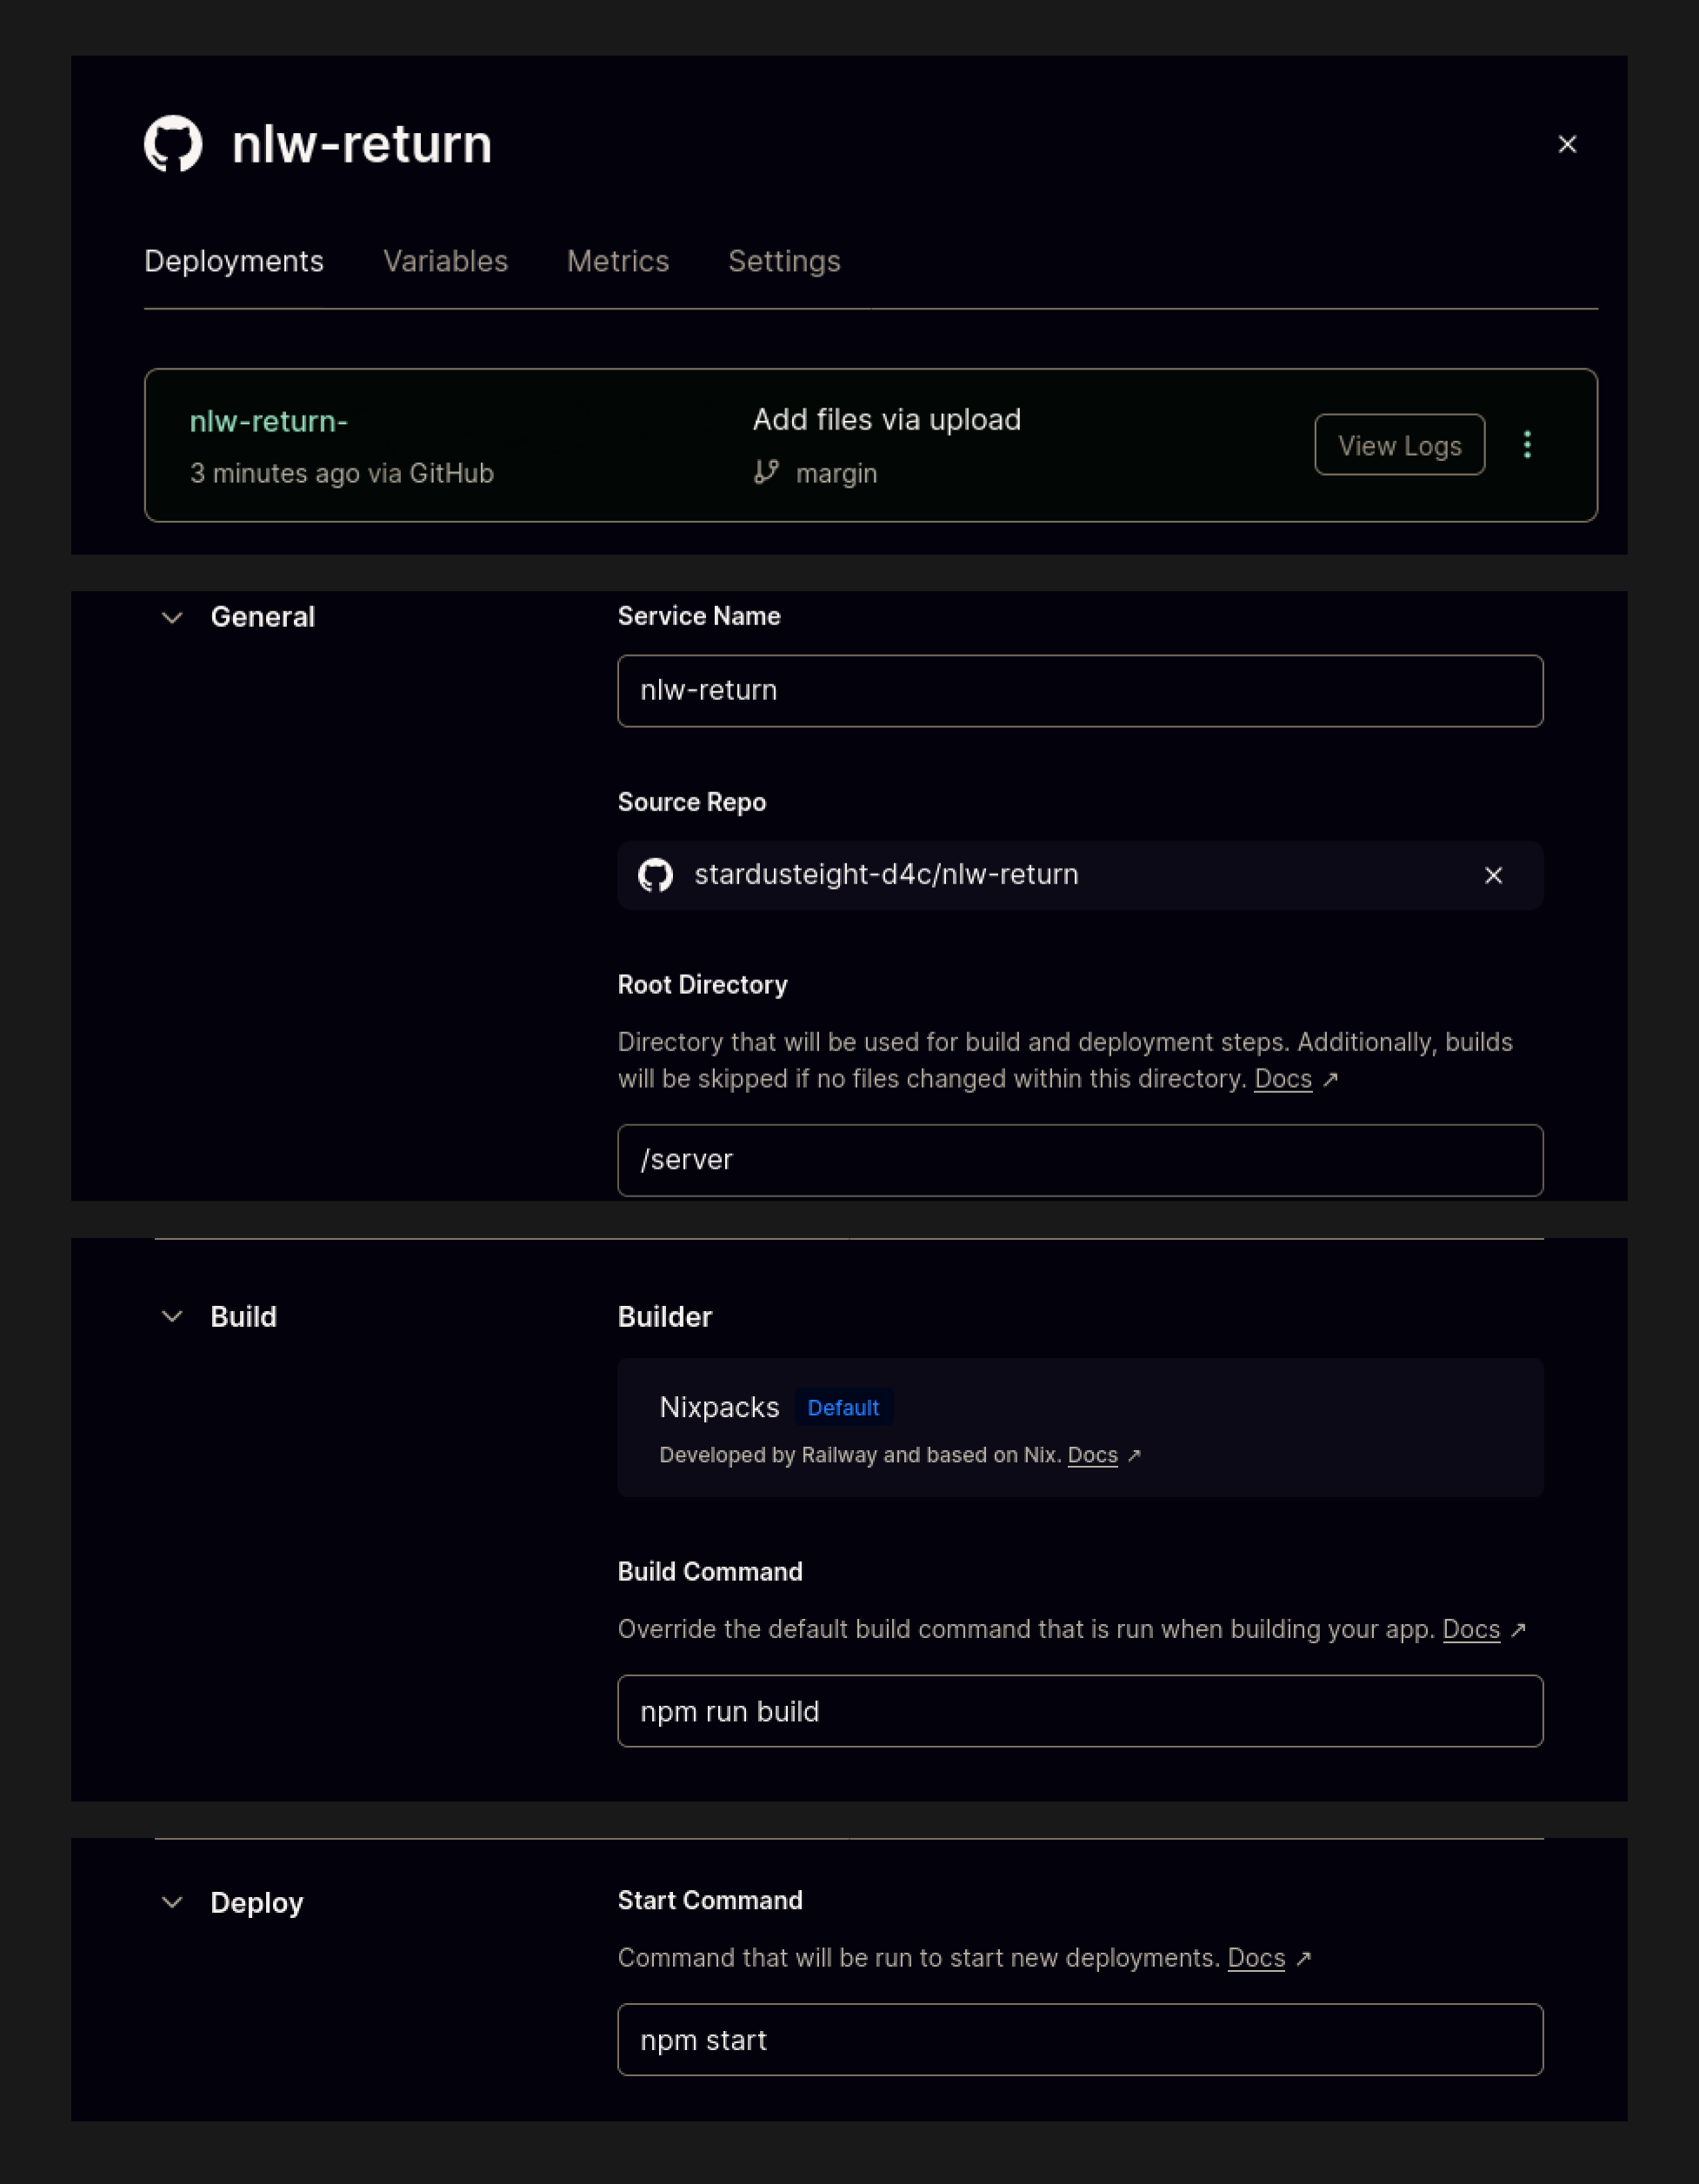 nlw-return
Deployments Variables Metrics Settings
nlw-return-
3 minutes ago via GitHub
Add files via upload
margin
View Logs
General
Service Name
nlw-return
Source Repo
stardusteight-d4c/nlw-return
Root Directory
Directory that will be used for build and deployment steps. Additionally, builds
will be skipped if no files changed within this directory. Docs ↗
/server
Build
Builder
Nixpacks Default
Developed by Railway and based on Nix. Docs ↗
Build Command
Override the default build command that is run when building your app. Docs ↗
npm run build
Deploy
Start Command
Command that will be run to start new deployments. Docs ↗
npm start